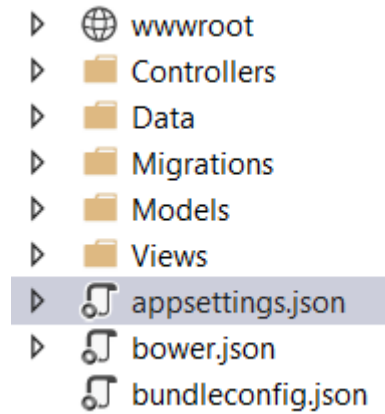 wwwroot
Controllers
Data
Migrations
Models
Views
appsettings.json
bower.json
bundleconfig.json